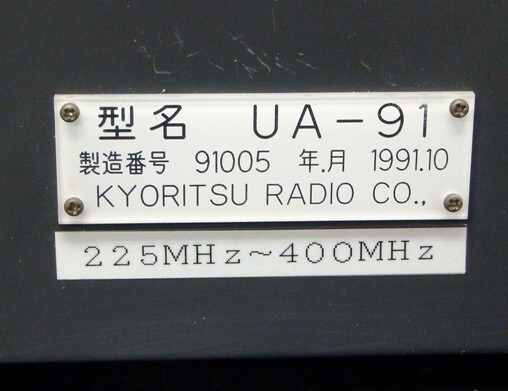 型名 UA-91
製造番号 91005 年.月 1991.10
KYORITSU RADIO CO.,
225MHz～400MHz